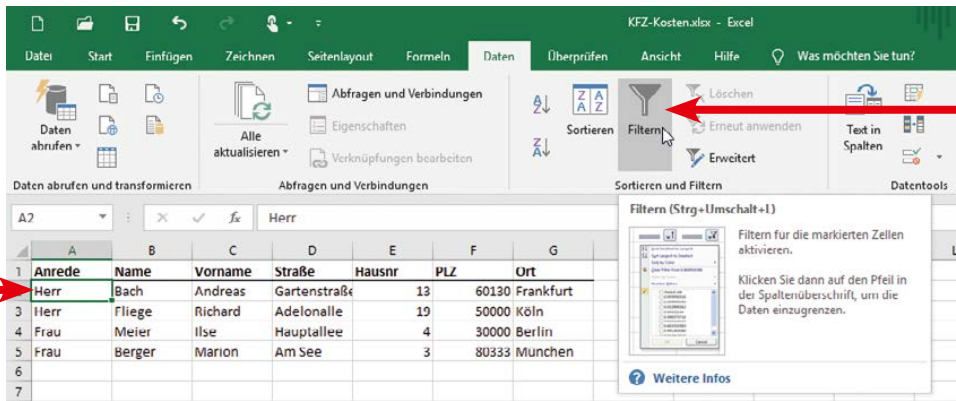 KFZ-Kosten.xlsx - Excel
Datei Start Einfügen Zeichnen Seitenlayout Formeln Daten Überprüfen Ansicht Hilfe Was möchten Sie tun?
Daten abrufen
Alle aktualisieren
Abfragen und Verbindungen
Eigenschaften
Verknüpfungen bearbeiten
Sortieren
Filtern
Löschen
Erneut anwenden
Erweitert
Text in Spalten
Daten abrufen und transformieren Abfragen und Verbindungen Sortieren und Filtern Datentools
A2 fx Herr
A B C D E F G L
1 Anrede Name Vorname Straße Hausnr PLZ Ort
Herr Bach Andreas Gartenstraße 13 60130 Frankfurt
3 Herr Fliege Richard Adelonalle 19 50000 Köln
4 Frau Meier Ilse Hauptallee 4 30000 Berlin
5 Frau Berger Marion Am See 3 80333 Munchen
6
7
Filtern (Strg+Umschalt+L)
Filtern für die markierten Zellen
aktivieren.
Klicken Sie dann auf den Pfeil in
der Spaltenüberschrift, um die
Daten einzugrenzen.
Weitere Infos